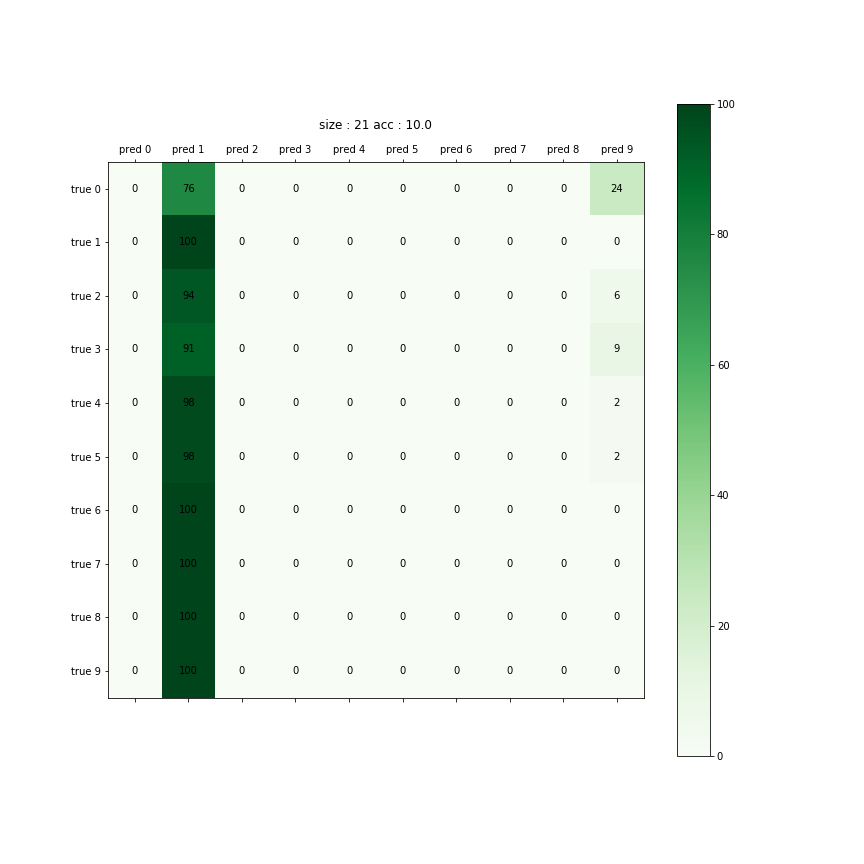 size : 21 acc : 10.0
pred 0 pred 1 pred 2 pred 3 pred 4 pred 5 pred 6 pred 7 pred 8 pred 9
true 0 0 76 0 0 0 0 0 0 0 24
true 1 0 100 0 0 0 0 0 0 0 0
true 2 0 94 0 0 0 0 0 0 0 6
true 3 0 91 0 0 0 0 0 0 0 9
true 4 0 98 0 0 0 0 0 0 0 2
true 5 0 98 0 0 0 0 0 0 0 2
true 6 0 100 0 0 0 0 0 0 0 0
true 7 0 100 0 0 0 0 0 0 0 0
true 8 0 100 0 0 0 0 0 0 0 0
true 9 0 100 0 0 0 0 0 0 0 0
100
80
60
40
20
0